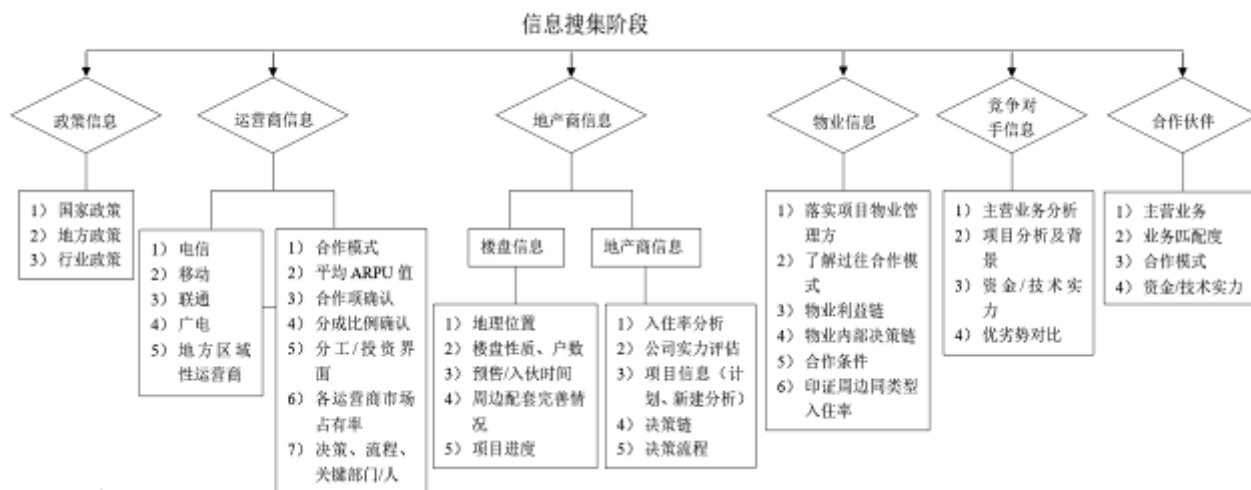 信息搜集阶段
政策信息
运营商信息
地产商信息
物业信息
竞争对
手信息
合作伙伴
1） 国家政策
2） 地方政策
3） 行业政策
1） 电信
2） 移动
3） 联通
4） 广电
5） 地方区域
性运营商
1） 合作模式
2） 平均 ARPU 值
3） 合作项确认
4） 分成比例确认
5） 分工/投资界
面
6） 各运营商市场
占有率
7） 决策、流程、
关键部门/人
楼盘信息
1） 地理位置
2） 楼盘性质、户数
3） 预售/入伙时间
4） 周边配套完善情
况
5） 项目进度
地产商信息
1） 入住率分析
2） 公司实力评估
3） 项目信息（计
划、新建分析）
4） 决策链
5） 决策流程
1） 落实项目物业管
理方
2） 了解过往合作模
式
3） 物业利益链
4） 物业内部决策链
5） 合作条件
6） 印证周边同类型
入住率
1） 主营业务分析
2） 项目分析及背
景
3） 资金/技术实
力
4） 优劣势对比
1） 主营业务
2） 业务匹配度
3） 合作模式
4） 资金/技术实力